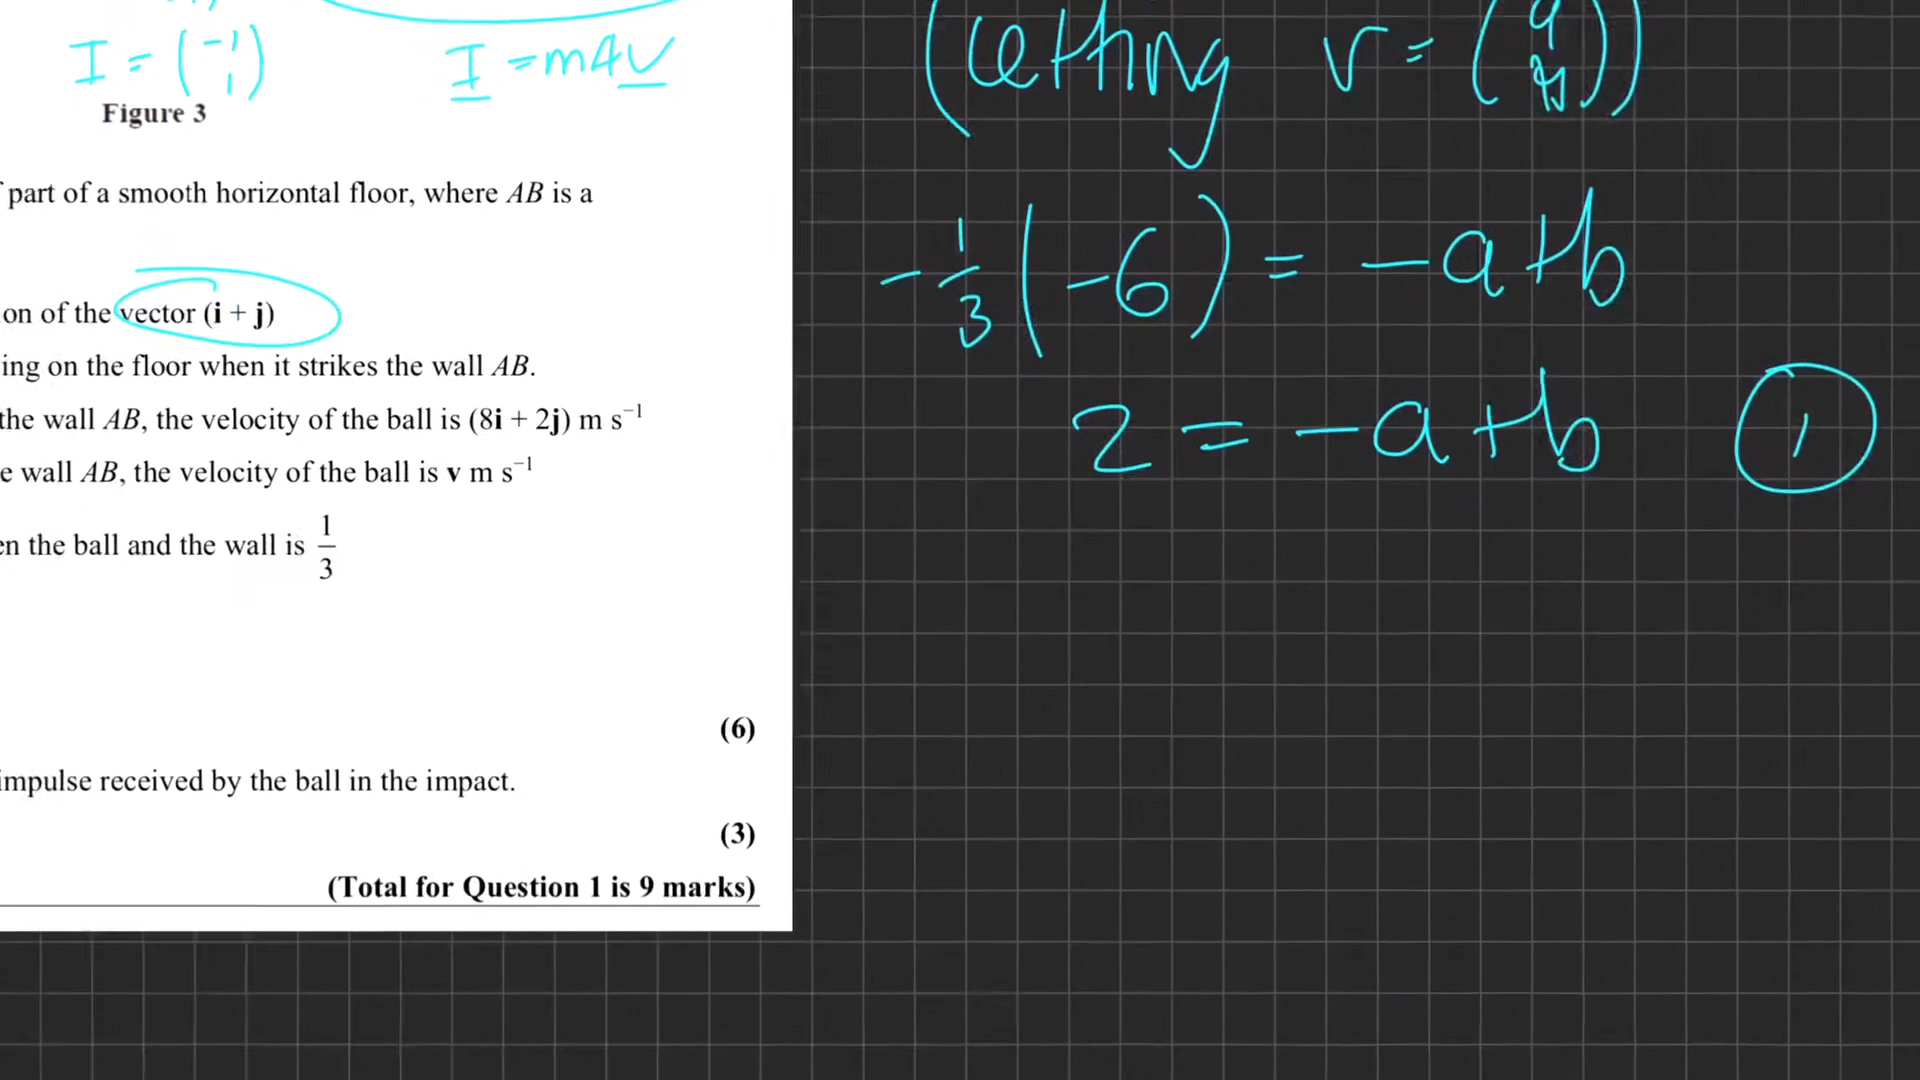 I = (-1 1)
I = m4v
Figure 3
part of a smooth horizontal floor, where AB is a
on of the vector (i + j)
ing on the floor when it strikes the wall AB.
the wall AB, the velocity of the ball is (8i + 2j) m s⁻¹
e wall AB, the velocity of the ball is v m s⁻¹
en the ball and the wall is 1/3
(6)
impulse received by the ball in the impact.
(3)
(Total for Question 1 is 9 marks)
(letting v = ( ))
-1/3(-6) = -a+b
2 = -a+b 1